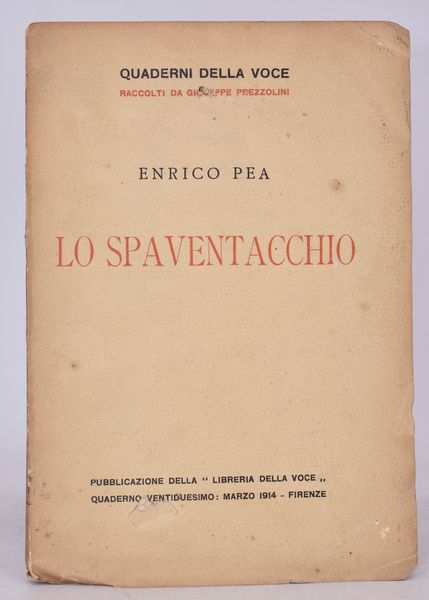 QUADERNI DELLA VOCE
RACCOLTI DA GIUSEPPE PREZZOLINI
ENRICO PEA
LO SPAVENTACCHIO
PUBBLICAZIONE DELLA " LIBRERIA DELLA VOCE „
QUADERNO VENTIDUESIMO: MARZO 1914 - FIRENZE